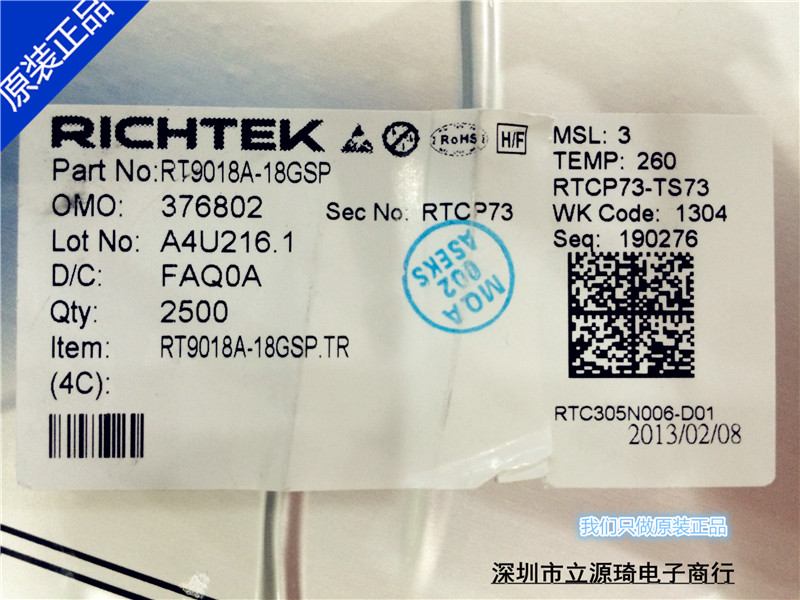 原装正品
RICHTEK
RoHS
H/F
Part No:RT9018A-18GSP
OMO: 376802
Sec No: RTCP73
Lot No: A4U216.1
D/C: FAQ0A
Qty: 2500
Item: RT9018A-18GSP.TR
(4C):
MQA
002
ASEKS
MSL: 3
TEMP: 260
RTCP73-TS73
WK Code: 1304
Seq: 190276
RTC305N006-D01
2013/02/08
我们只做原装正品
深圳市立源琦电子商行